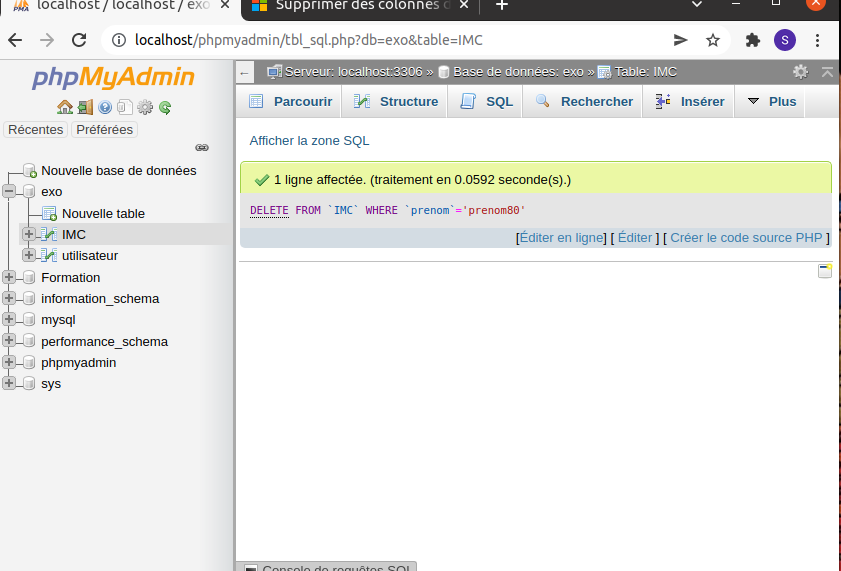 localhost / localhost / exo
Supprimer des colonnes d
localhost/phpmyadmin/tbl_sql.php?db=exo&table=IMC
S
phpMyAdmin
Récentes Préférées
Nouvelle base de données
exo
Nouvelle table
IMC
utilisateur
Formation
information_schema
mysql
performance_schema
phpmyadmin
sys
Serveur: localhost:3306 » Base de données: exo » Table: IMC
Parcourir Structure SQL Rechercher Insérer Plus
Afficher la zone SQL
1 ligne affectée. (traitement en 0.0592 seconde(s).)
DELETE FROM `IMC` WHERE `prenom`='prenom80'
[Éditer en ligne] [ Éditer ] [ Créer le code source PHP ]
Console de requêtes SQL